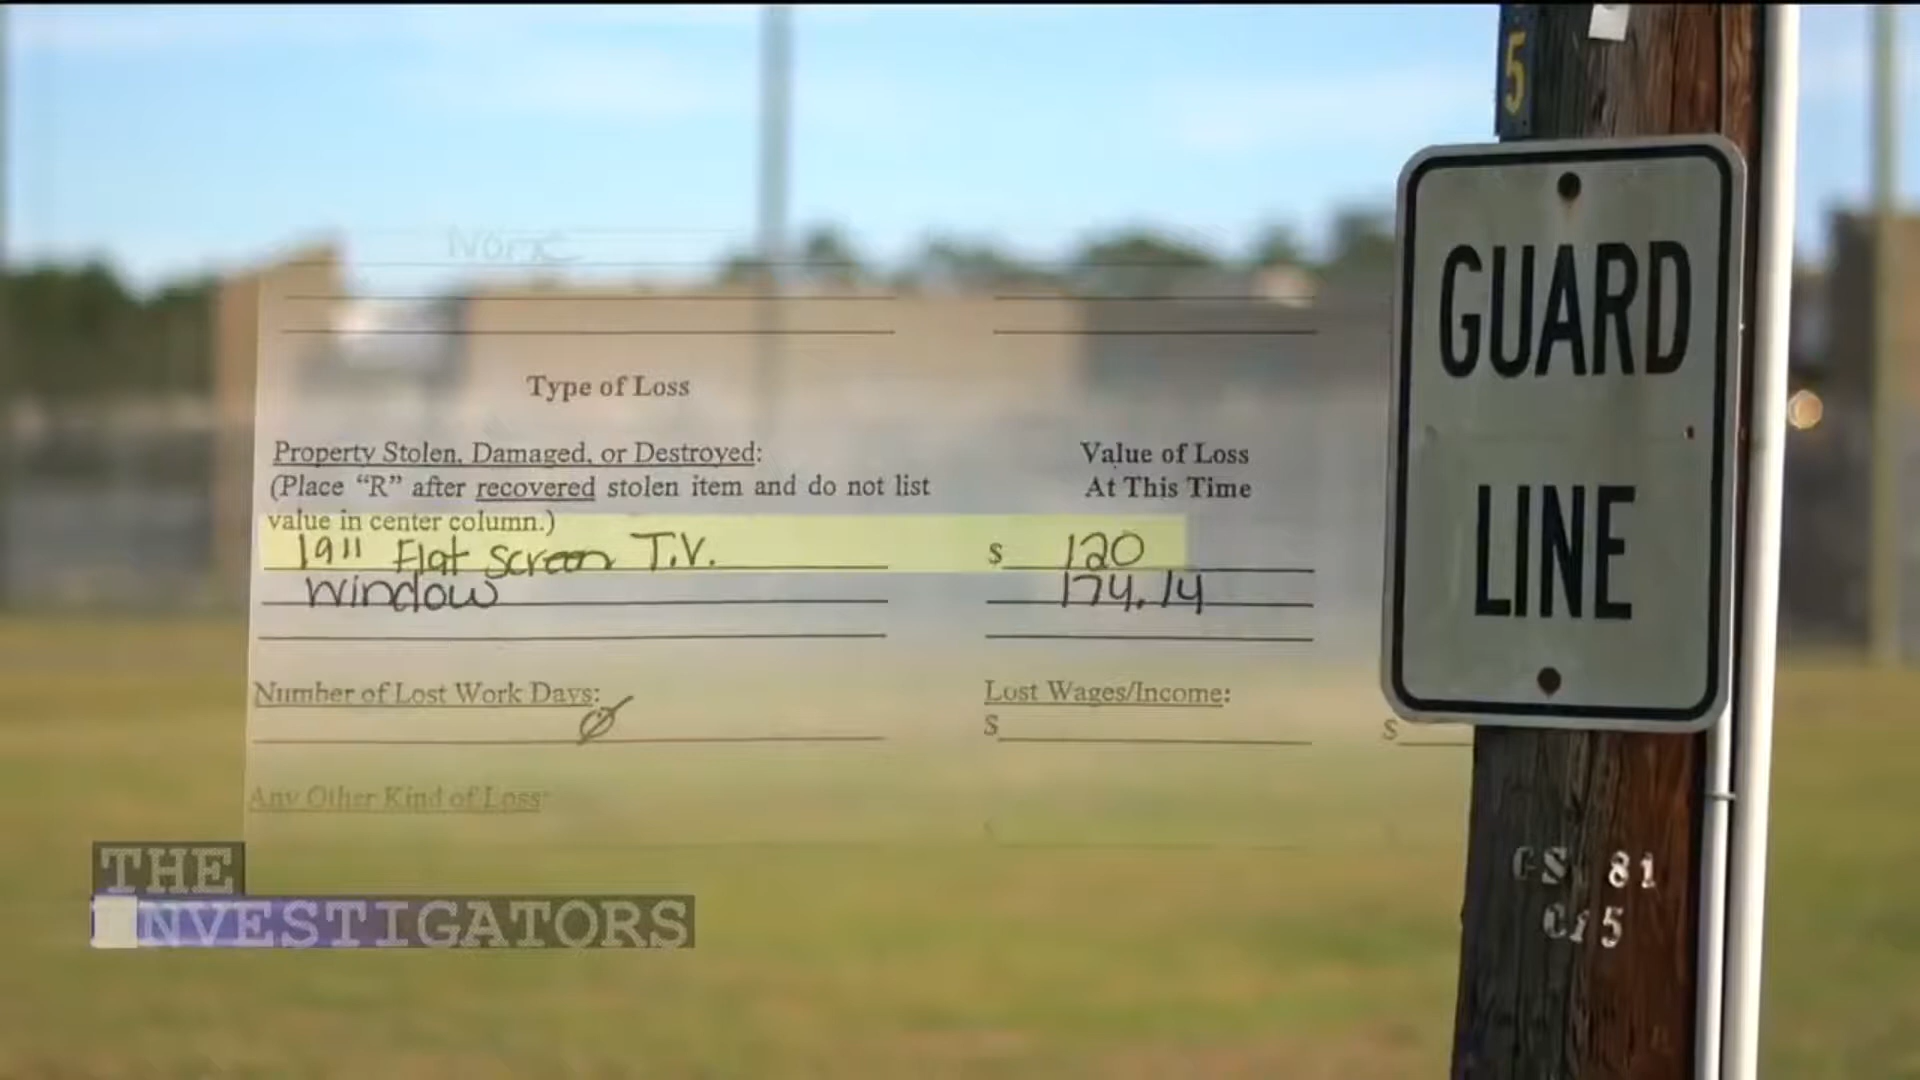 5
GUARD
LINE
GS 81
C15
Type of Loss
Property Stolen, Damaged, or Destroyed:
(Place "R" after recovered stolen item and do not list
value in center column.)
Value of Loss
At This Time
19" Flat Screen T.V. $ 120
Window 174.14
Number of Lost Work Days: Ø
Lost Wages/Income:
$
$
Any Other Kind of Loss:
THE
INVESTIGATORS